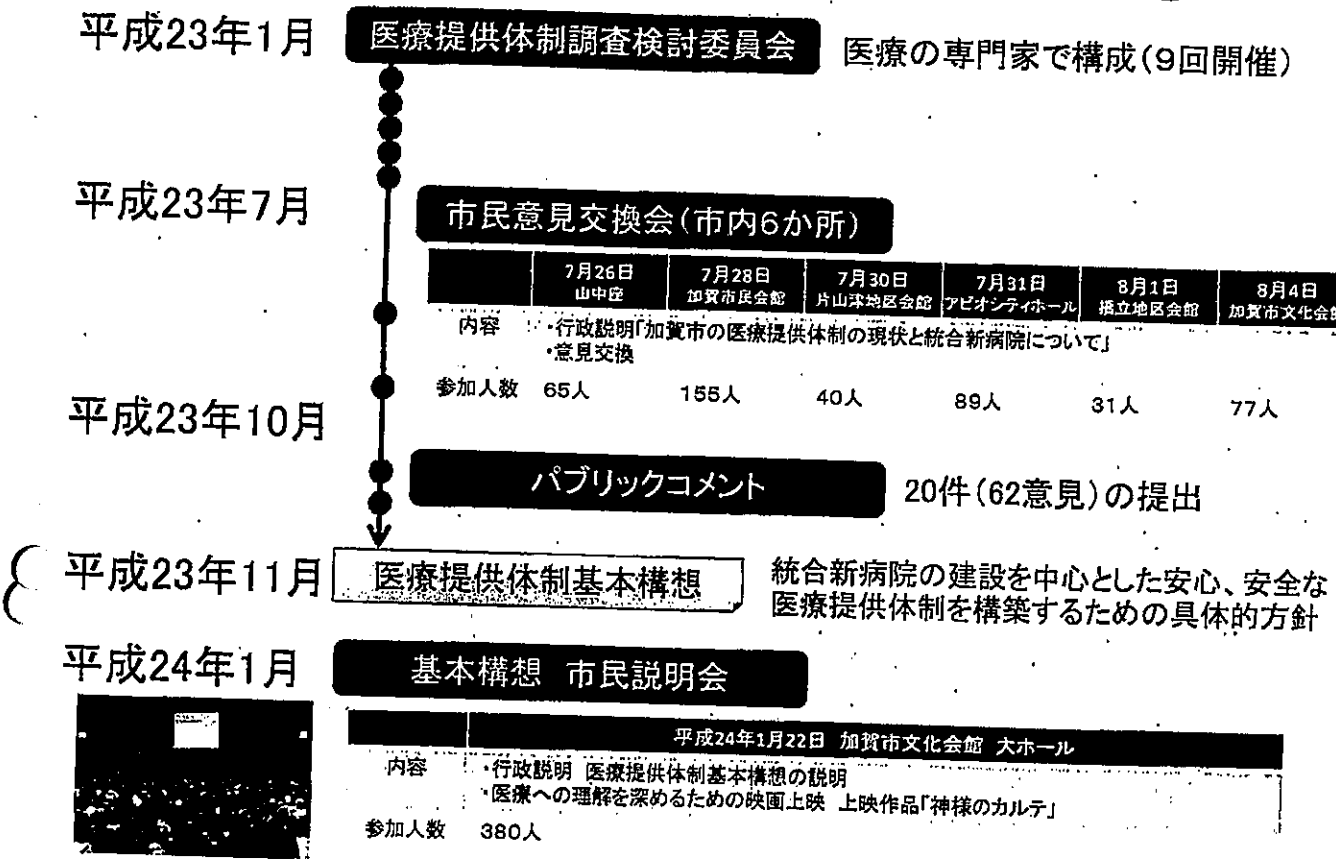 平成23年1月 医療提供体制調査検討委員会 医療の専門家で構成(9回開催)
平成23年7月
市民意見交換会(市内6か所)
7月26日 7月28日 7月30日 7月31日 8月1日 8月4日
山中座 加賀市民会館 片山津地区会館 アビオシティホール 橋立地区会館 加賀市文化会館
内容 ・行政説明「加賀市の医療提供体制の現状と統合新病院について」
・意見交換
参加人数 65人 155人 40人 89人 31人 77人
平成23年10月
パブリックコメント 20件(62意見)の提出
平成23年11月 医療提供体制基本構想 統合新病院の建設を中心とした安心、安全な
医療提供体制を構築するための具体的方針
平成24年1月 基本構想 市民説明会
平成24年1月22日 加賀市文化会館 大ホール
内容 ・行政説明 医療提供体制基本構想の説明
・医療への理解を深めるための映画上映 上映作品「神様のカルテ」
参加人数 380人